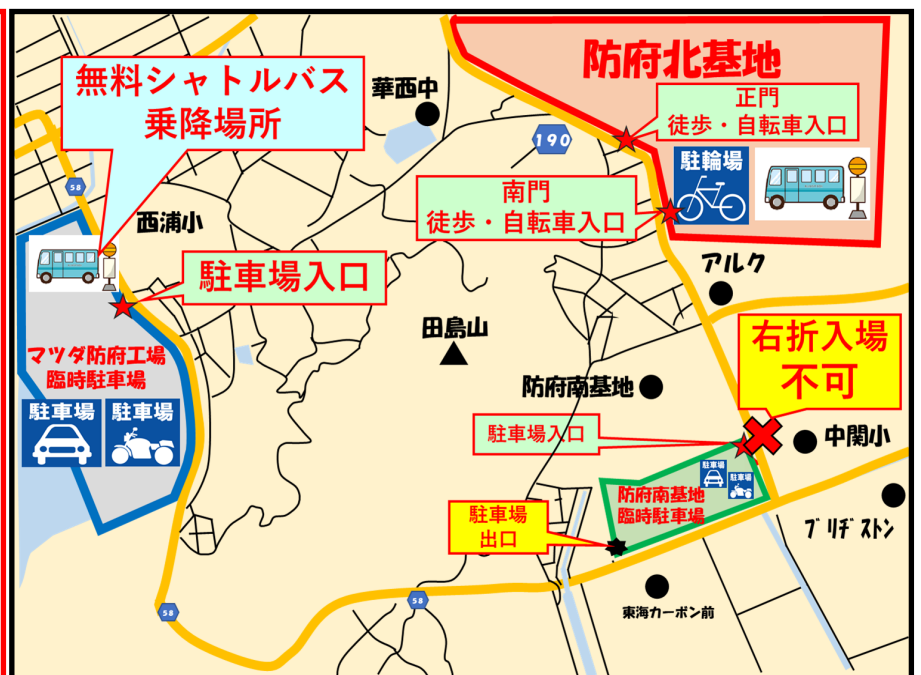 防府北基地
無料シャトルバス
乗降場所
華西中
正門
徒歩・自転車入口
190
駐輪場
58
南門
徒歩・自転車入口
西浦小
アルク
駐車場入口
田島山
右折入場
不可
マツダ防府工場
臨時駐車場
防府南基地
駐車場
駐車場
駐車場入口
中関小
駐車場
駐車場
防府南基地
臨時駐車場
駐車場
出口
ブリヂストン
58
58
東海カーボン前